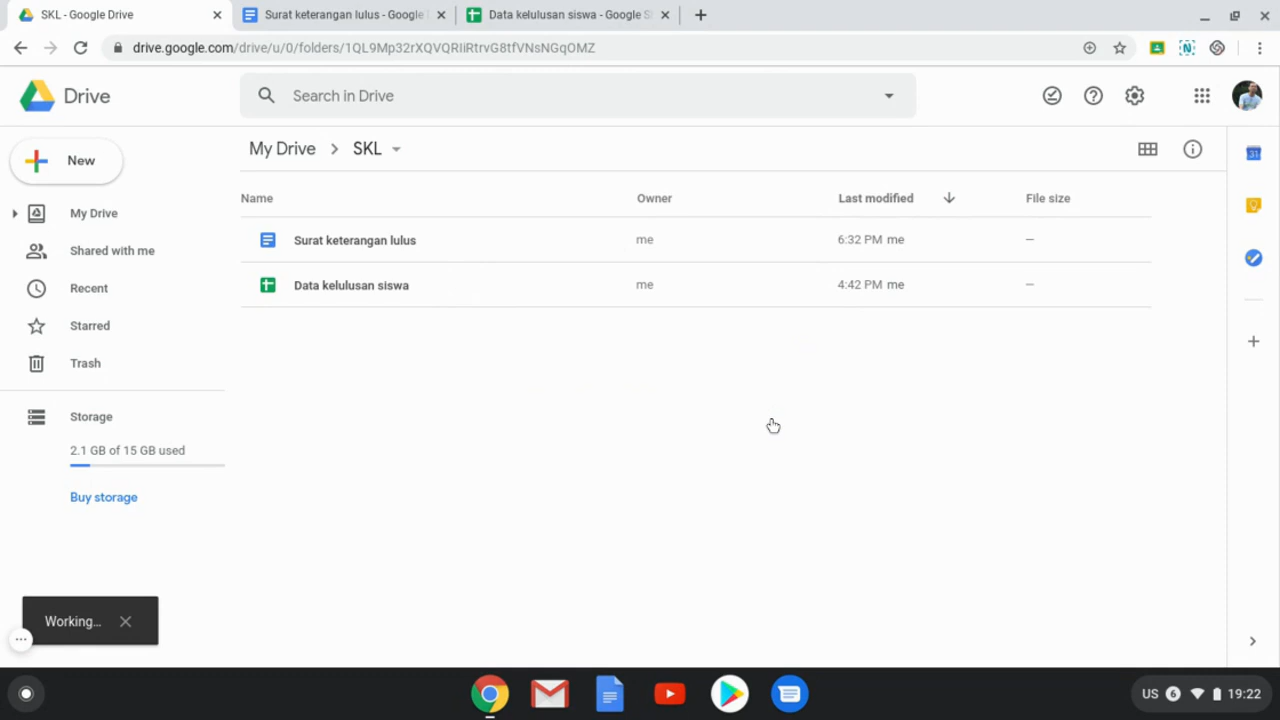 SKL - Google Drive
Surat keterangan lulus - Google
Data kelulusan siswa - Google S
drive.google.com/drive/u/0/folders/1QL9Mp32rXQVQRIiRtrvG8tfVNsNGqOMZ
Drive
Search in Drive
New
My Drive
Shared with me
Recent
Starred
Trash
Storage
2.1 GB of 15 GB used
Buy storage
My Drive > SKL
Name Owner Last modified File size
Surat keterangan lulus me 6:32 PM me —
Data kelulusan siswa me 4:42 PM me —
31
Working...
US 6 19:22